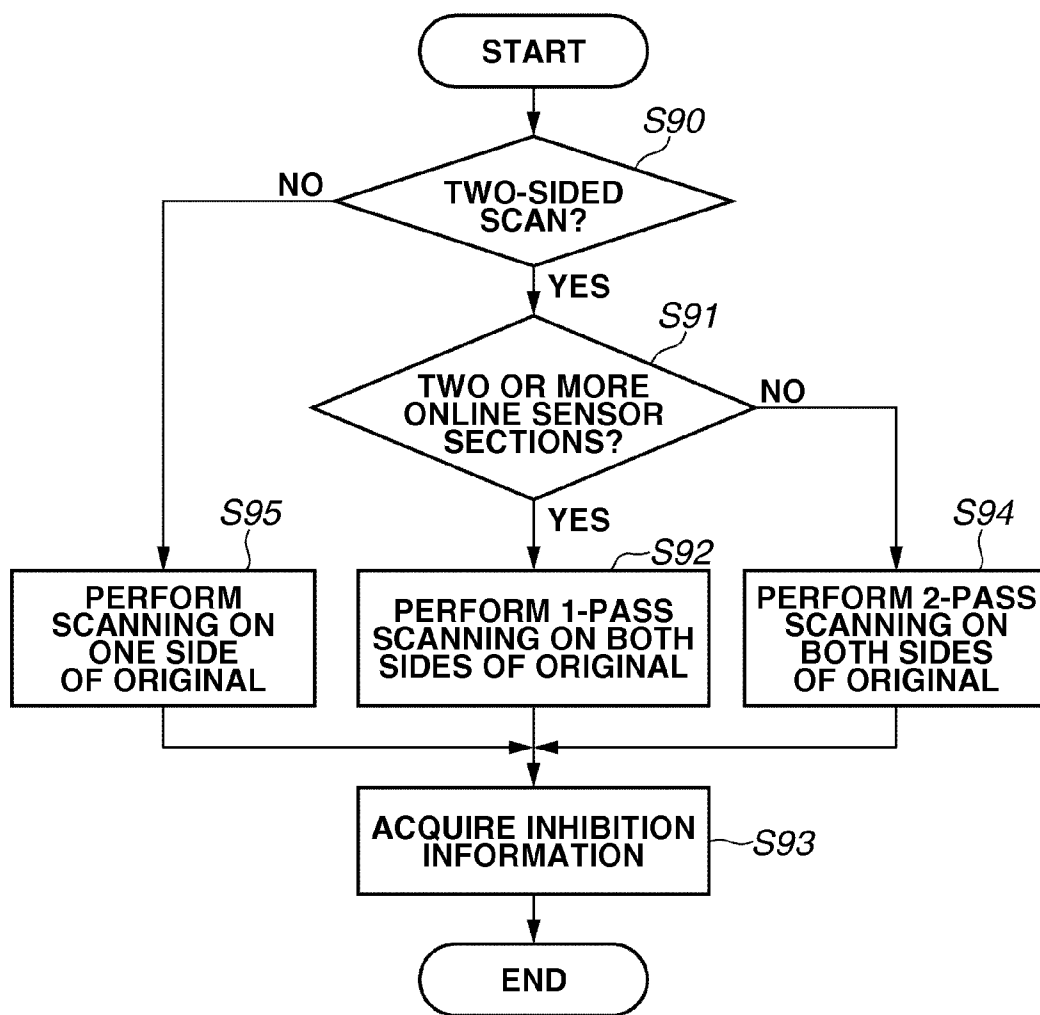 START
S90
NO
TWO-SIDED
SCAN?
YES
S91
TWO OR MORE
ONLINE SENSOR
SECTIONS?
NO
YES
S95
S92
S94
PERFORM
SCANNING ON
ONE SIDE
OF ORIGINAL
PERFORM 1-PASS
SCANNING ON BOTH
SIDES OF ORIGINAL
PERFORM 2-PASS
SCANNING ON
BOTH SIDES
OF ORIGINAL
ACQUIRE INHIBITION
INFORMATION
S93
END